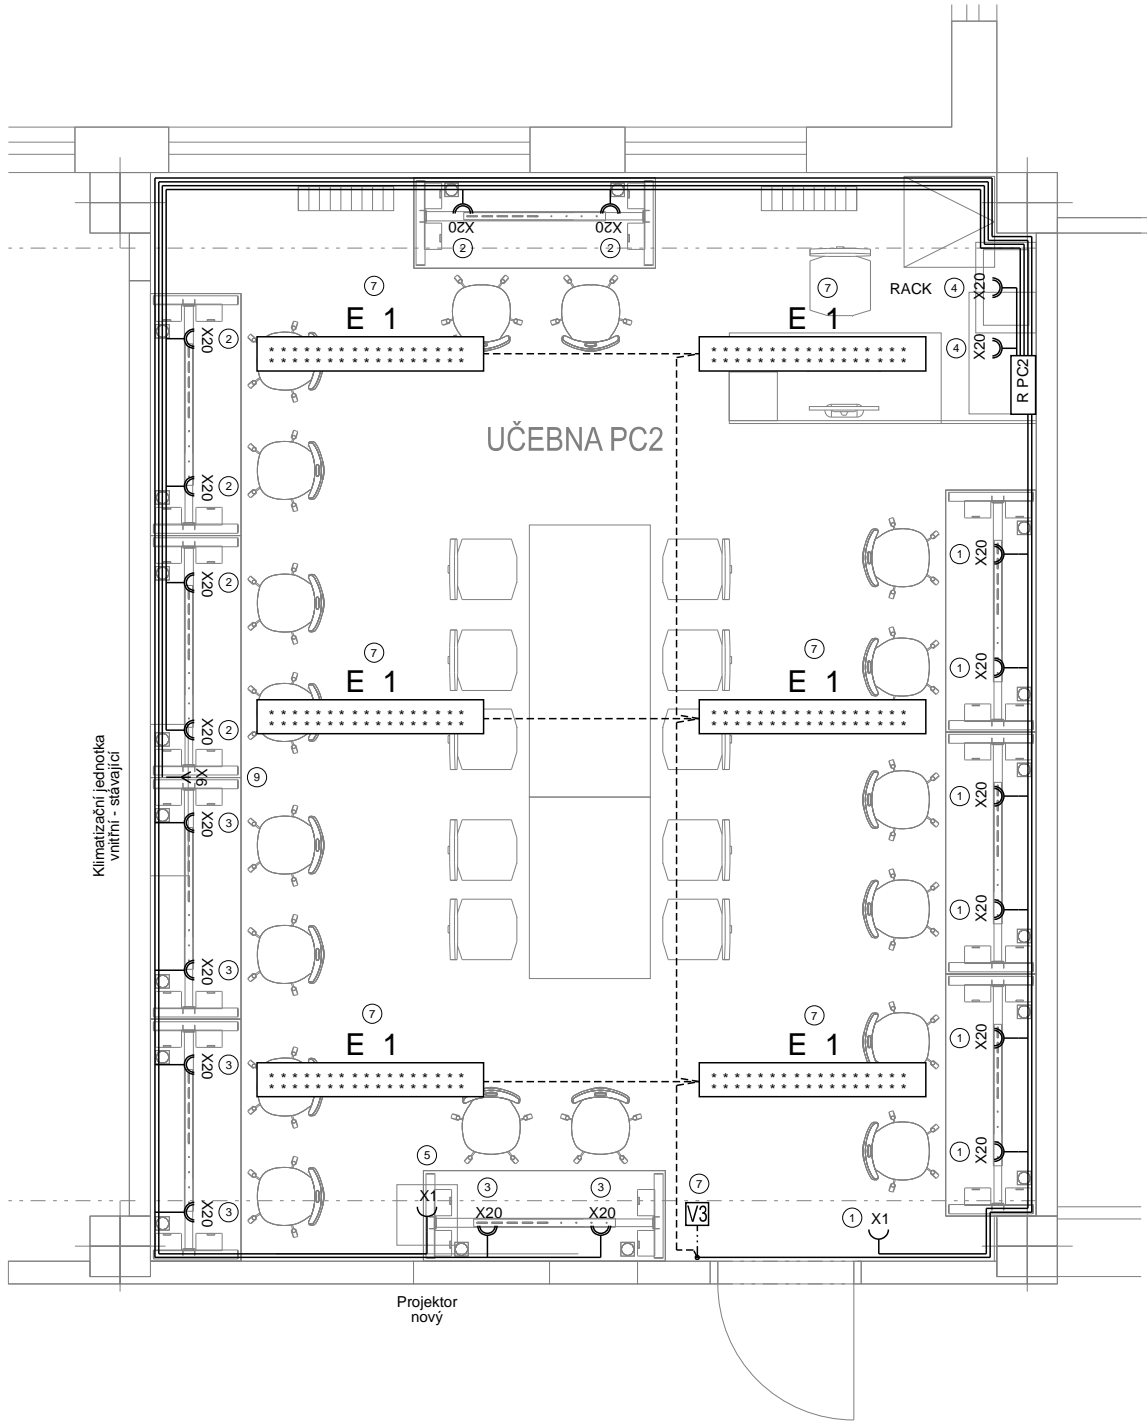 X20 X20
2 2
7 7 RACK 4 X20
E 1 E 1
X20 2 4 X20
R PC2
UČEBNA PC2
X20 2
1 X20
X20 2
7 7
E 1 E 1
1 X20
X20 2
Klimatizační jednotka
vnitřní - stávající
X6 9
1 X20
X20 3
1 X20
X20 3
7 7
E 1 E 1
1 X20
X20 3
5
1 X20
X1 3 3 7
X20 3 X20 X20 V3 1 X1
Projektor
nový